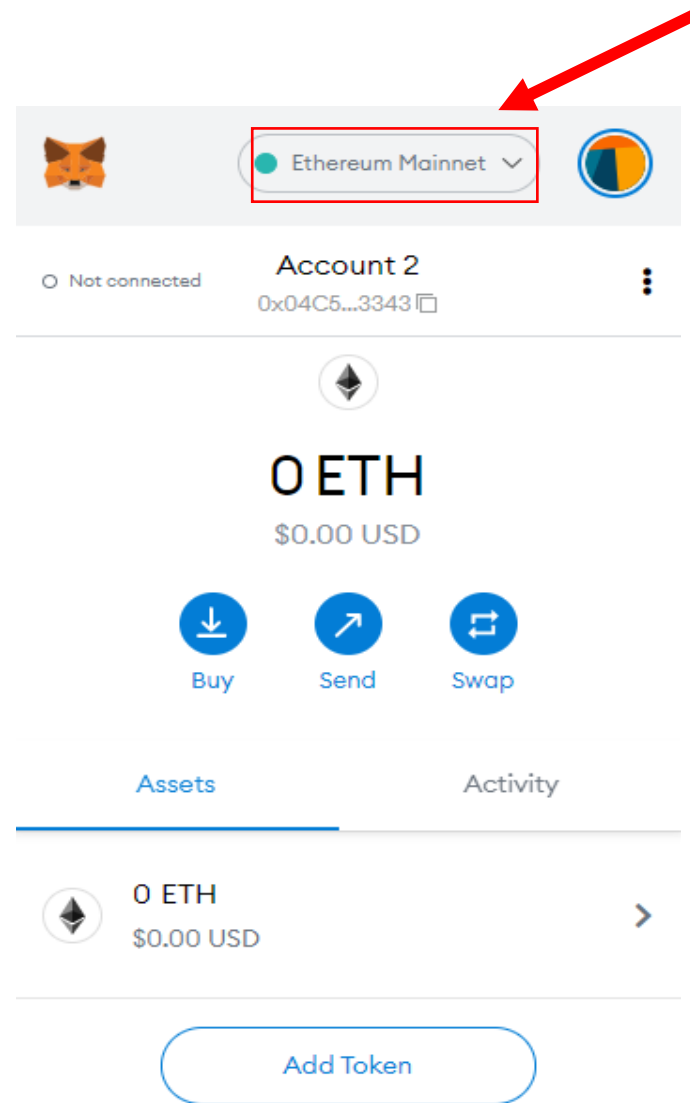 Ethereum Mainnet
Not connected
Account 2
0x04C5...3343
0 ETH
$0.00 USD
Buy
Send
Swap
Assets
Activity
0 ETH
$0.00 USD
Add Token